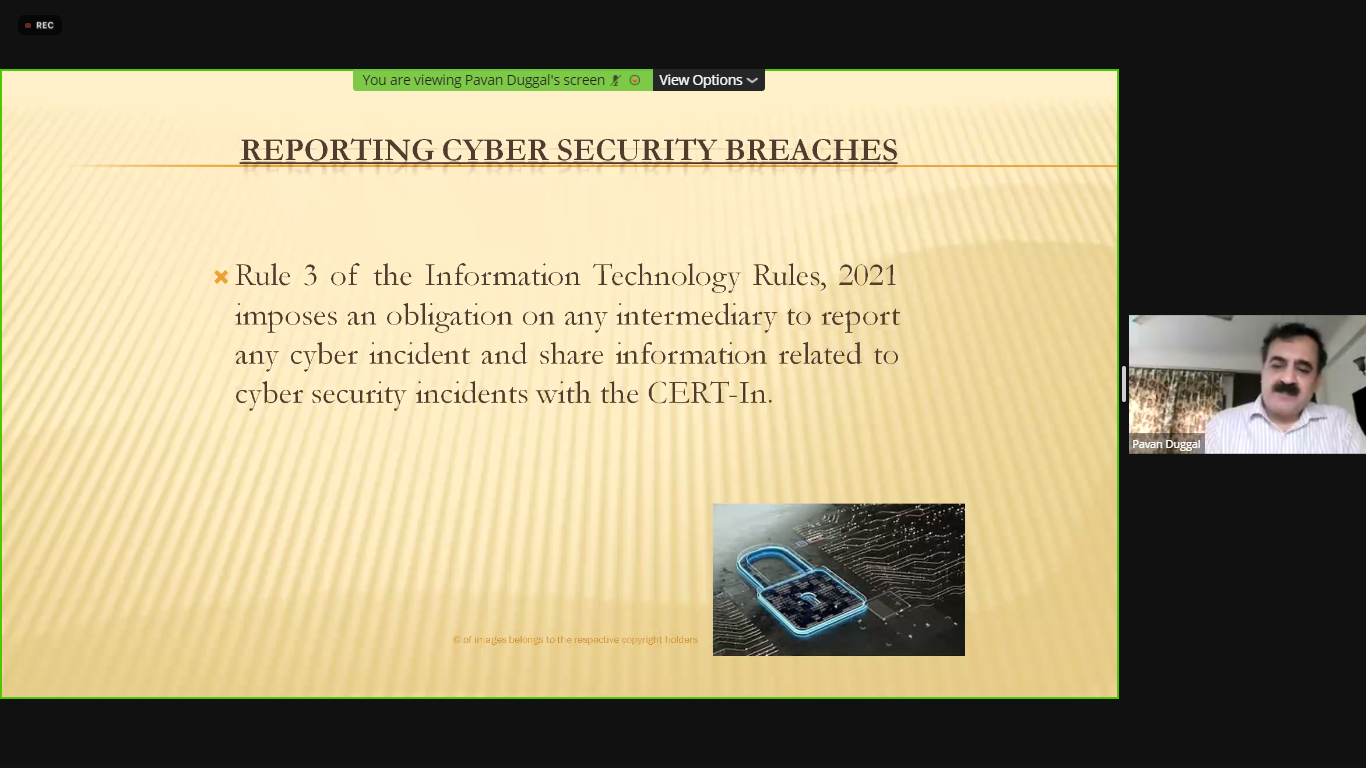 REC
You are viewing Pavan Duggal's screen
View Options
REPORTING CYBER SECURITY BREACHES
Rule 3 of the Information Technology Rules, 2021
imposes an obligation on any intermediary to report
any cyber incident and share information related to
cyber security incidents with the CERT-In.
Pavan Duggal
© of images belongs to the respective copyright holders